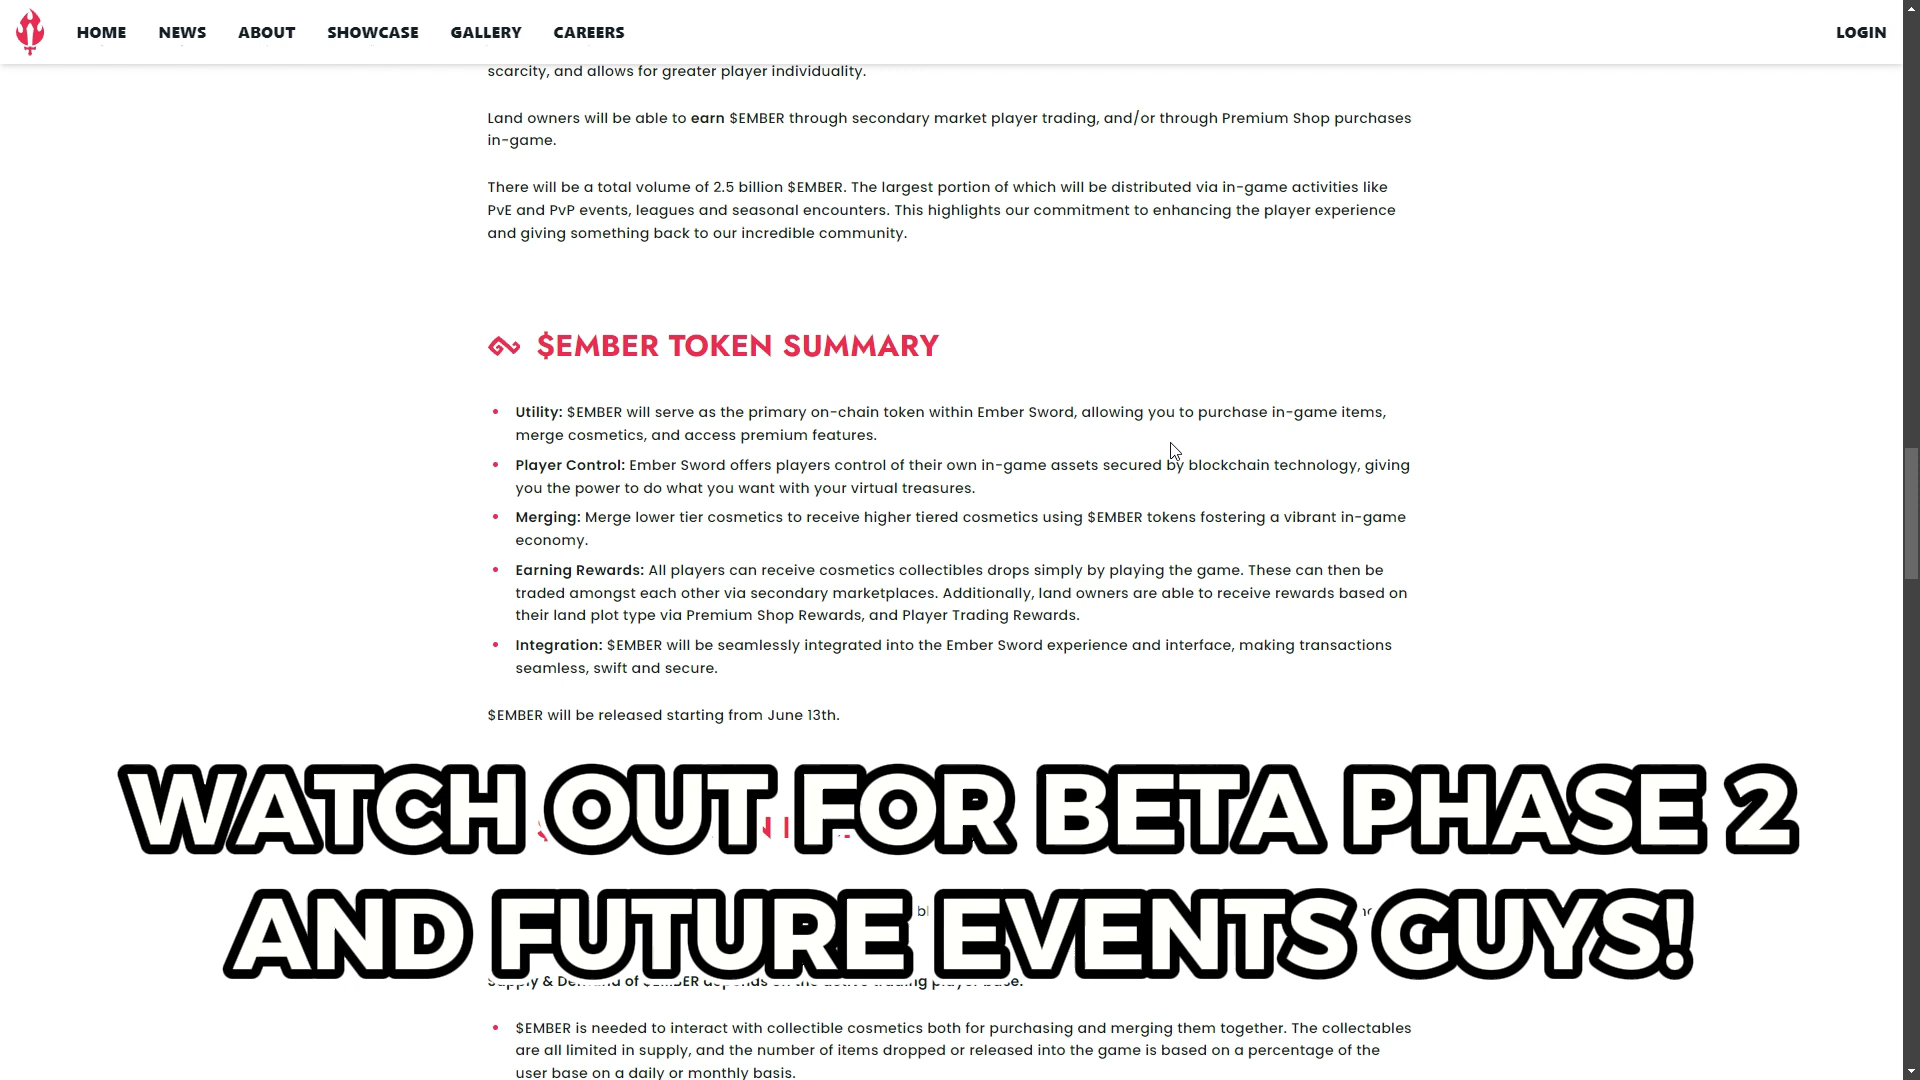 HOME NEWS ABOUT SHOWCASE GALLERY CAREERS LOGIN
scarcity, and allows for greater player individuality.
Land owners will be able to earn $EMBER through secondary market player trading, and/or through Premium Shop purchases
in-game.
There will be a total volume of 2.5 billion $EMBER. The largest portion of which will be distributed via in-game activities like
PvE and PvP events, leagues and seasonal encounters. This highlights our commitment to enhancing the player experience
and giving something back to our incredible community.
$EMBER TOKEN SUMMARY
• Utility: $EMBER will serve as the primary on-chain token within Ember Sword, allowing you to purchase in-game items,
merge cosmetics, and access premium features.
• Player Control: Ember Sword offers players control of their own in-game assets secured by blockchain technology, giving
you the power to do what you want with your virtual treasures.
• Merging: Merge lower tier cosmetics to receive higher tiered cosmetics using $EMBER tokens fostering a vibrant in-game
economy.
• Earning Rewards: All players can receive cosmetics collectibles drops simply by playing the game. These can then be
traded amongst each other via secondary marketplaces. Additionally, land owners are able to receive rewards based on
their land plot type via Premium Shop Rewards, and Player Trading Rewards.
• Integration: $EMBER will be seamlessly integrated into the Ember Sword experience and interface, making transactions
seamless, swift and secure.
$EMBER will be released starting from June 13th.
WATCH OUT FOR BETA PHASE 2
AND FUTURE EVENTS GUYS!
Supply & Demand of $EMBER depends on the active trading player base.
• $EMBER is needed to interact with collectible cosmetics both for purchasing and merging them together. The collectables
are all limited in supply, and the number of items dropped or released into the game is based on a percentage of the
user base on a daily or monthly basis.